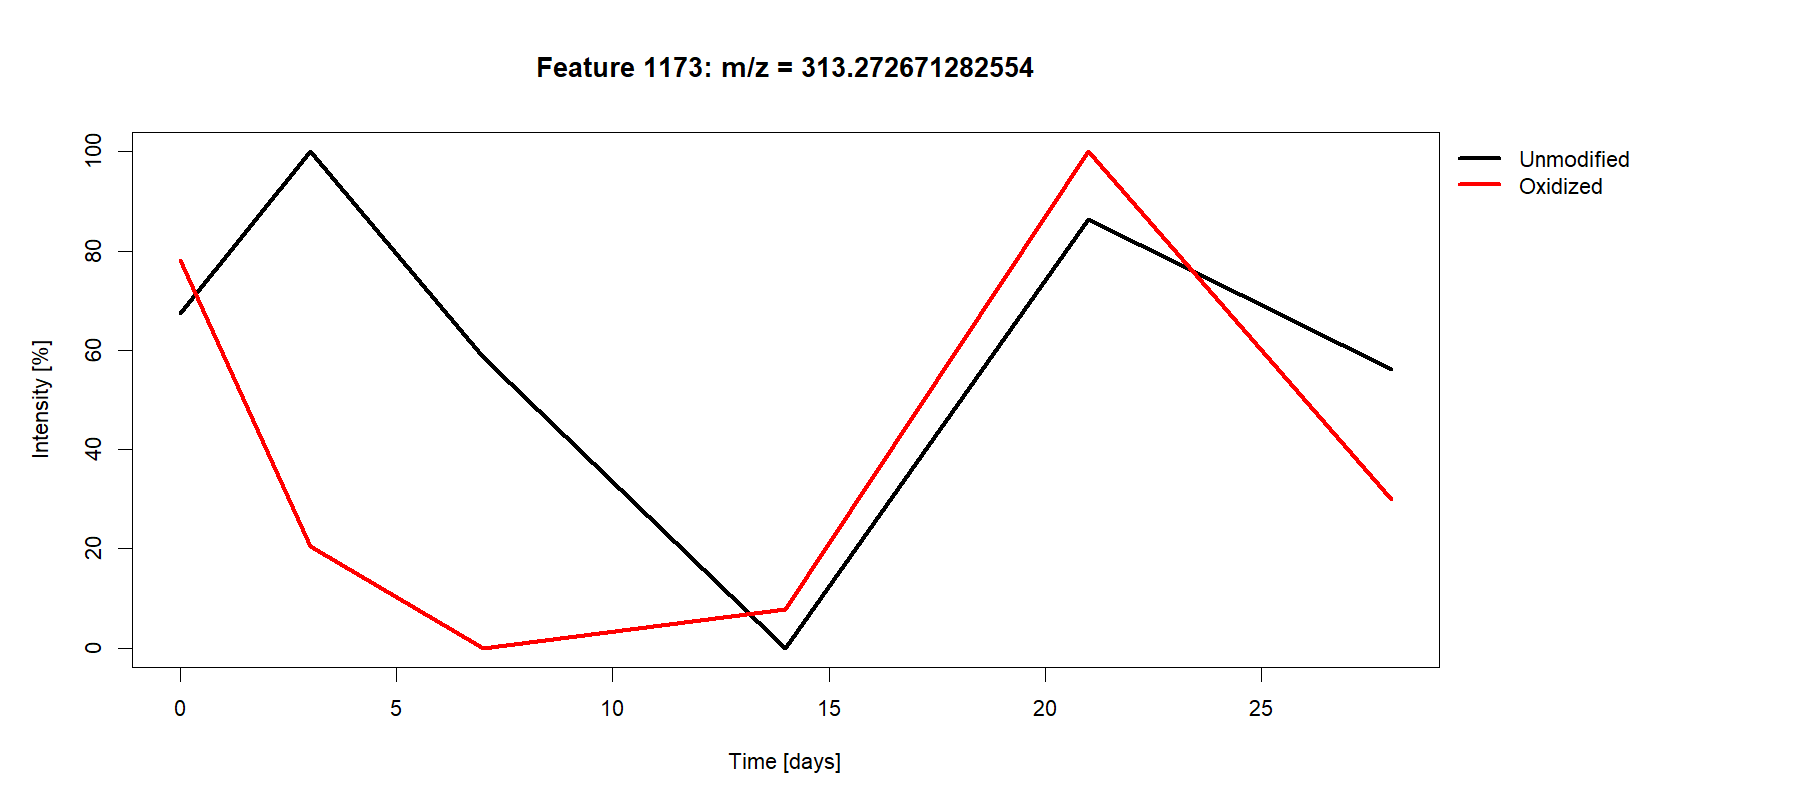 Feature 1173: m/z = 313.272671282554
Unmodified
Oxidized
Intensity [%]
100
80
60
40
20
0
0 5 10 15 20 25
Time [days]